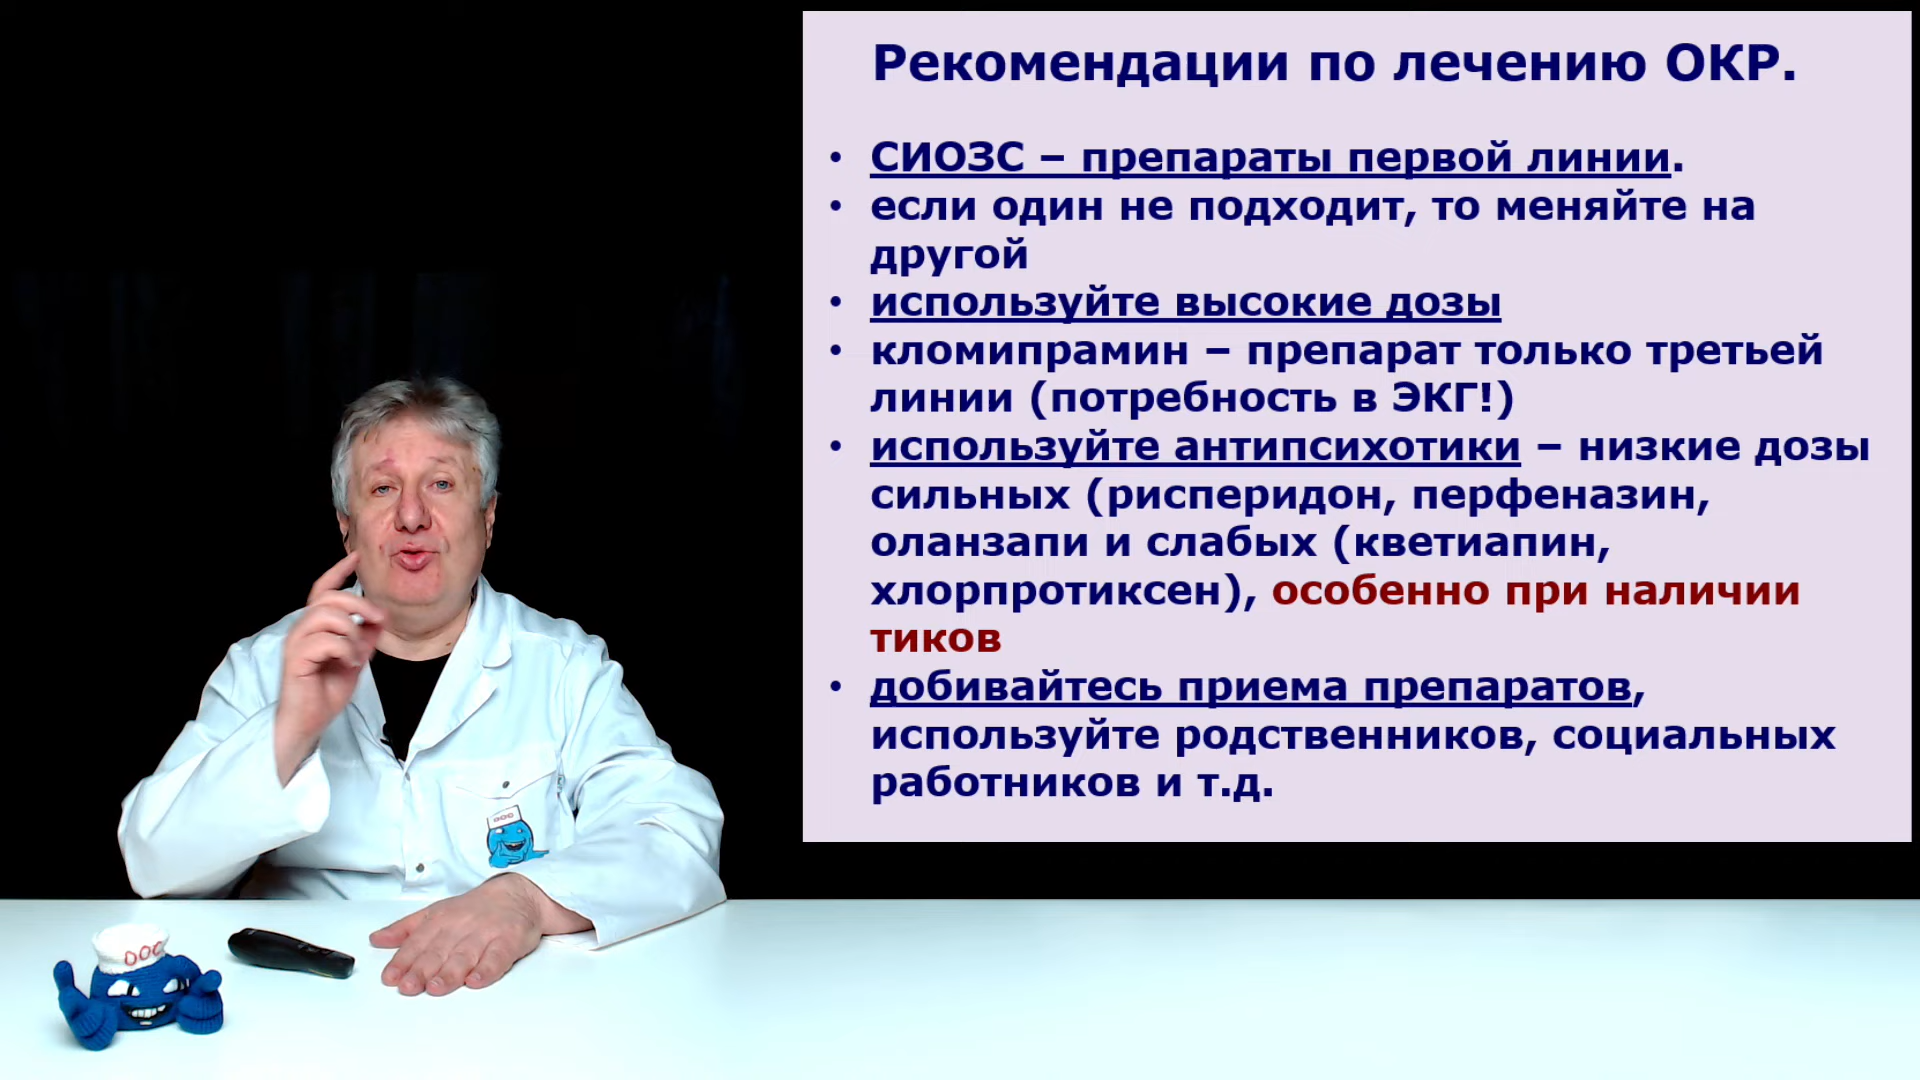 Рекомендации по лечению ОКР.
• СИОЗС – препараты первой линии.
• если один не подходит, то меняйте на
другой
• используйте высокие дозы
• кломипрамин – препарат только третьей
линии (потребность в ЭКГ!)
• используйте антипсихотики – низкие дозы
сильных (рисперидон, перфеназин,
оланзапи и слабых (кветиапин,
хлорпротиксен), особенно при наличии
тиков
• добивайтесь приема препаратов,
используйте родственников, социальных
работников и т.д.
DOC